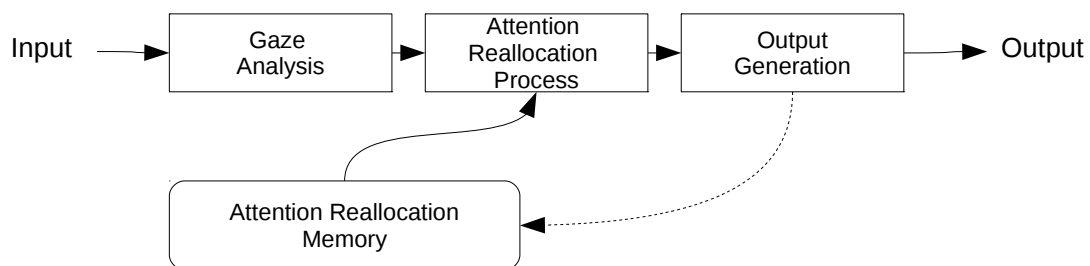 Input
Gaze
Analysis
Attention
Reallocation
Process
Output
Generation
Output
Attention Reallocation
Memory